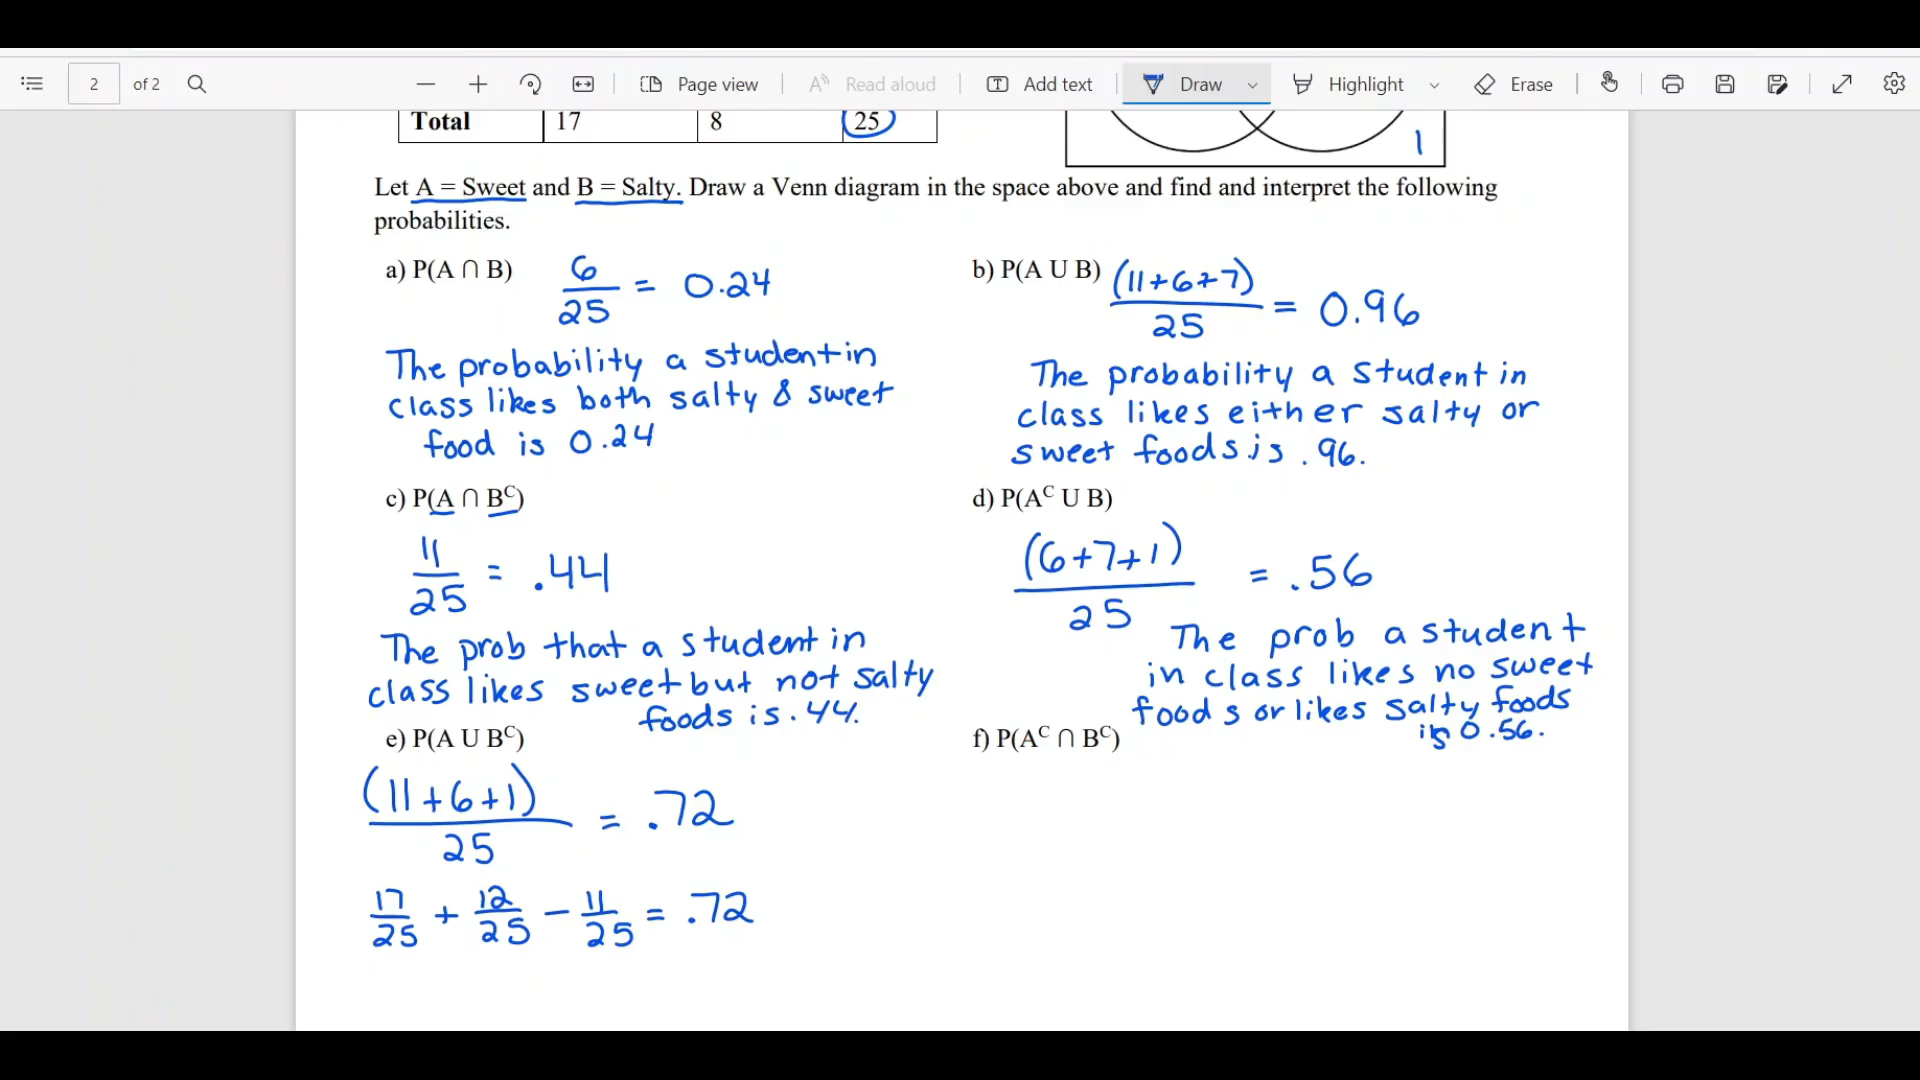 2 of 2 Page view Read aloud Add text Draw Highlight Erase
Total 17 8 25
1
Let A = Sweet and B = Salty. Draw a Venn diagram in the space above and find and interpret the following
probabilities.
a) P(A ∩ B) 6/25 = 0.24
The probability a student in
class likes both salty & sweet
food is 0.24
b) P(A U B) (11+6+7)/25 = 0.96
The probability a student in
class likes either salty or
sweet foods is .96.
c) P(A ∩ Bᶜ)
11/25 = .44
The prob that a student in
class likes sweet but not salty
foods is .44.
d) P(Aᶜ U B)
(6+7+1)/25 = .56
The prob a student
in class likes no sweet
foods or likes salty foods
is 0.56.
e) P(A U Bᶜ)
(11+6+1)/25 = .72
17/25 + 12/25 - 11/25 = .72
f) P(Aᶜ ∩ Bᶜ)